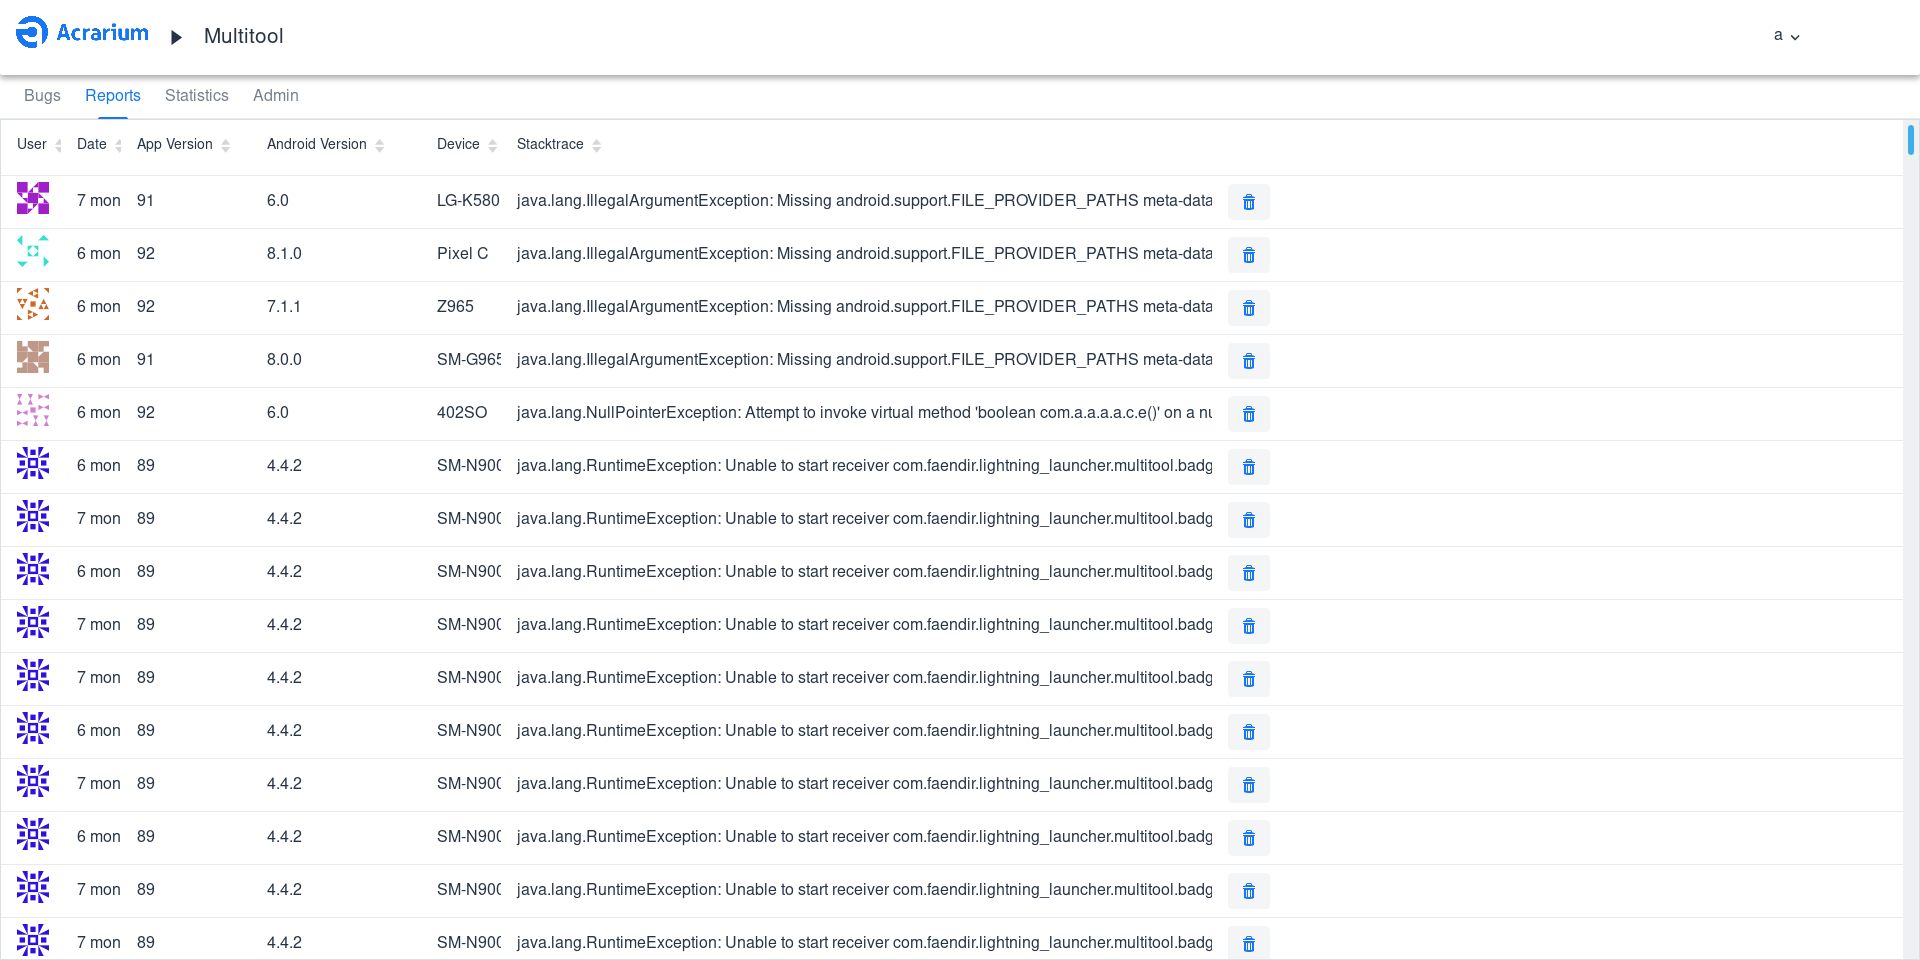 Acrarium Multitool a
Bugs Reports Statistics Admin
User Date App Version Android Version Device Stacktrace
7 mon 91 6.0 LG-K580 java.lang.IllegalArgumentException: Missing android.support.FILE_PROVIDER_PATHS meta-data
6 mon 92 8.1.0 Pixel C java.lang.IllegalArgumentException: Missing android.support.FILE_PROVIDER_PATHS meta-data
6 mon 92 7.1.1 Z965 java.lang.IllegalArgumentException: Missing android.support.FILE_PROVIDER_PATHS meta-data
6 mon 91 8.0.0 SM-G965 java.lang.IllegalArgumentException: Missing android.support.FILE_PROVIDER_PATHS meta-data
6 mon 92 6.0 402SO java.lang.NullPointerException: Attempt to invoke virtual method 'boolean com.a.a.a.a.c.e()' on a nu
6 mon 89 4.4.2 SM-N900 java.lang.RuntimeException: Unable to start receiver com.faendir.lightning_launcher.multitool.badg
7 mon 89 4.4.2 SM-N900 java.lang.RuntimeException: Unable to start receiver com.faendir.lightning_launcher.multitool.badg
6 mon 89 4.4.2 SM-N900 java.lang.RuntimeException: Unable to start receiver com.faendir.lightning_launcher.multitool.badg
7 mon 89 4.4.2 SM-N900 java.lang.RuntimeException: Unable to start receiver com.faendir.lightning_launcher.multitool.badg
7 mon 89 4.4.2 SM-N900 java.lang.RuntimeException: Unable to start receiver com.faendir.lightning_launcher.multitool.badg
6 mon 89 4.4.2 SM-N900 java.lang.RuntimeException: Unable to start receiver com.faendir.lightning_launcher.multitool.badg
7 mon 89 4.4.2 SM-N900 java.lang.RuntimeException: Unable to start receiver com.faendir.lightning_launcher.multitool.badg
6 mon 89 4.4.2 SM-N900 java.lang.RuntimeException: Unable to start receiver com.faendir.lightning_launcher.multitool.badg
7 mon 89 4.4.2 SM-N900 java.lang.RuntimeException: Unable to start receiver com.faendir.lightning_launcher.multitool.badg
7 mon 89 4.4.2 SM-N900 java.lang.RuntimeException: Unable to start receiver com.faendir.lightning_launcher.multitool.badg